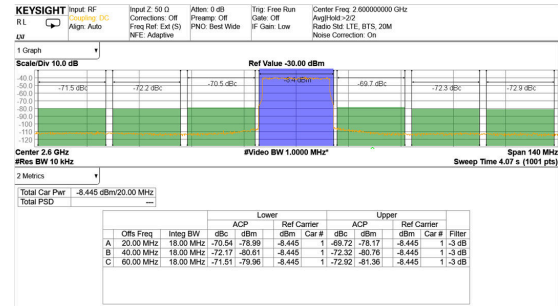 KEYSIGHT Input: RF Input Z: 50 Ω Atten: 0 dB Trig: Free Run Center Freq: 2.600000000 GHz
RL Coupling: DC Corrections: Off Preamp: Off Gate: Off Avg|Hold:>2/2
Align: Auto Freq Ref: Ext (S) PNO: Best Wide IF Gain: Low Radio Std: LTE, BTS, 20M
LXI NFE: Adaptive Noise Correction: On
1 Graph
Scale/Div 10.0 dB Ref Value -30.00 dBm
-40.0
-50.0 -71.5 dBc -72.2 dBc -70.5 dBc -69.7 dBc -72.3 dBc -72.9 dBc
-60.0
-70.0
-80.0
-90.0
-100
-110
-120
Center 2.6 GHz #Video BW 1.0000 MHz* Span 140 MHz
#Res BW 10 kHz Sweep Time 4.07 s (1001 pts)
2 Metrics
Total Car Pwr -8.445 dBm/20.00 MHz
Total PSD ---
Lower Upper
ACP Ref Carrier ACP Ref Carrier
Offs Freq Integ BW dBc dBm dBm Car # dBc dBm dBm Car # Filter
A 20.00 MHz 18.00 MHz -70.54 -78.99 -8.445 1 -69.72 -78.17 -8.445 1 -3 dB
B 40.00 MHz 18.00 MHz -72.17 -80.61 -8.445 1 -72.32 -80.76 -8.445 1 -3 dB
C 60.00 MHz 18.00 MHz -71.51 -79.96 -8.445 1 -72.92 -81.36 -8.445 1 -3 dB